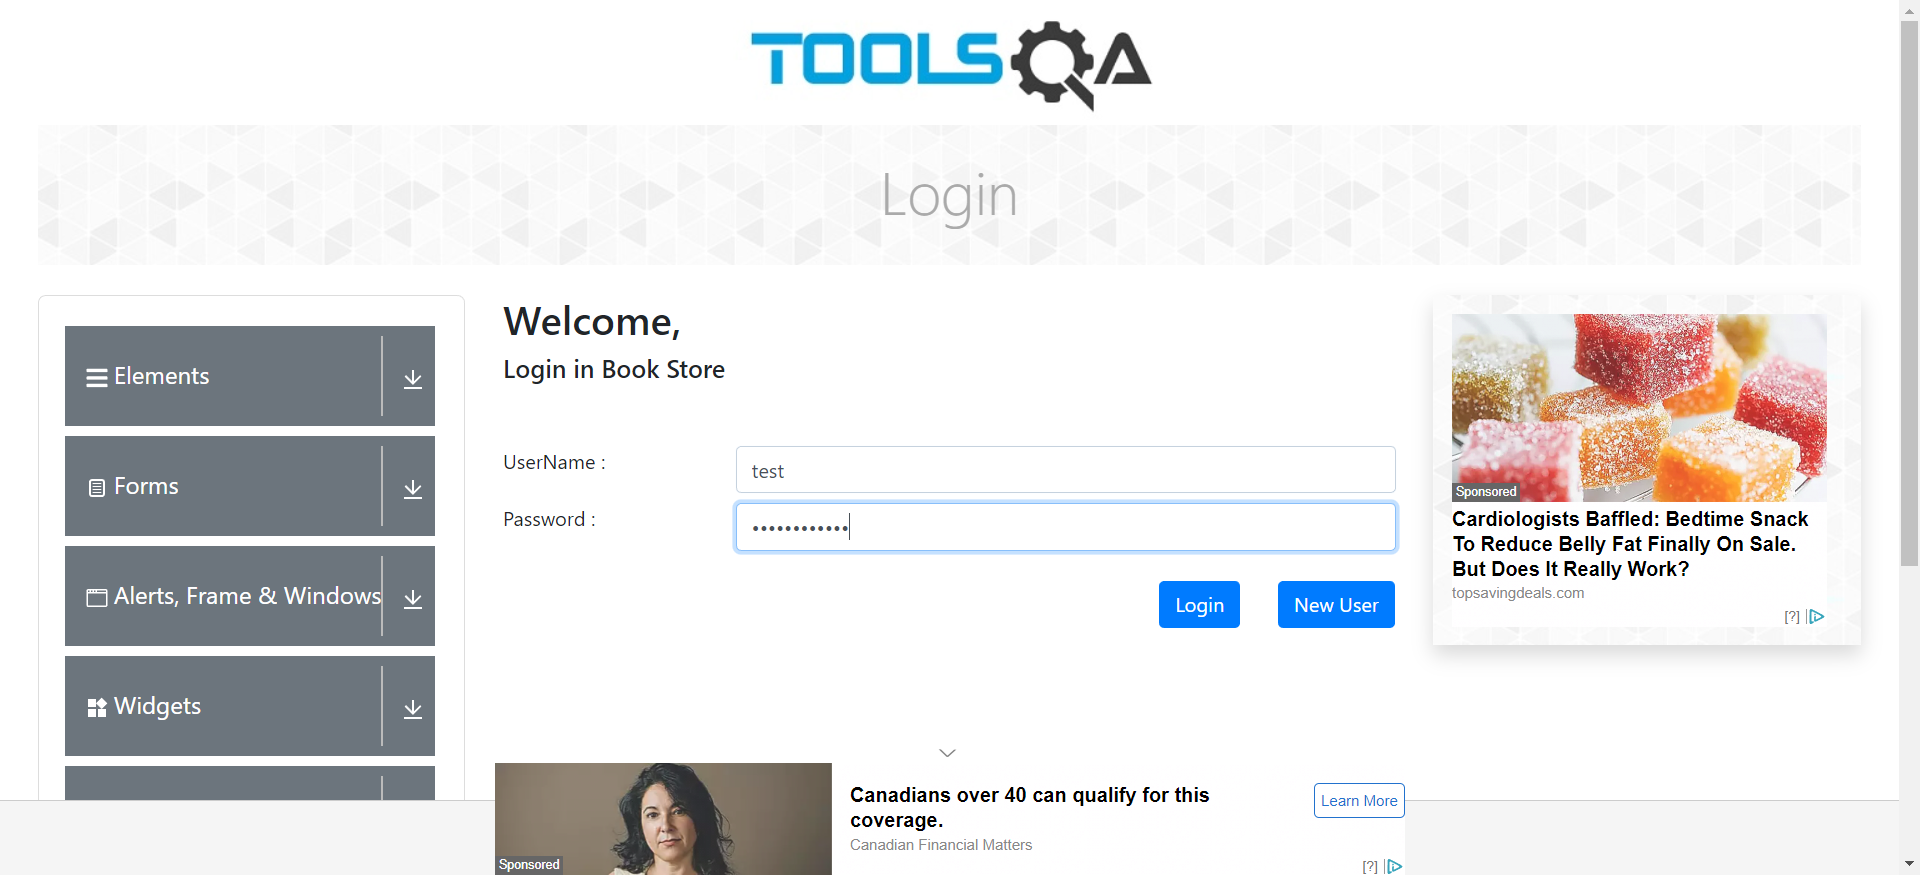 TOOLSQA
Login
Elements
Forms
Alerts, Frame & Windows
Widgets
Welcome,
Login in Book Store
UserName :
test
Password :
••••••••••••
Login
New User
Sponsored
Cardiologists Baffled: Bedtime Snack
To Reduce Belly Fat Finally On Sale.
But Does It Really Work?
topsavingdeals.com
[?]
Sponsored
Canadians over 40 can qualify for this
coverage.
Canadian Financial Matters
Learn More
[?]